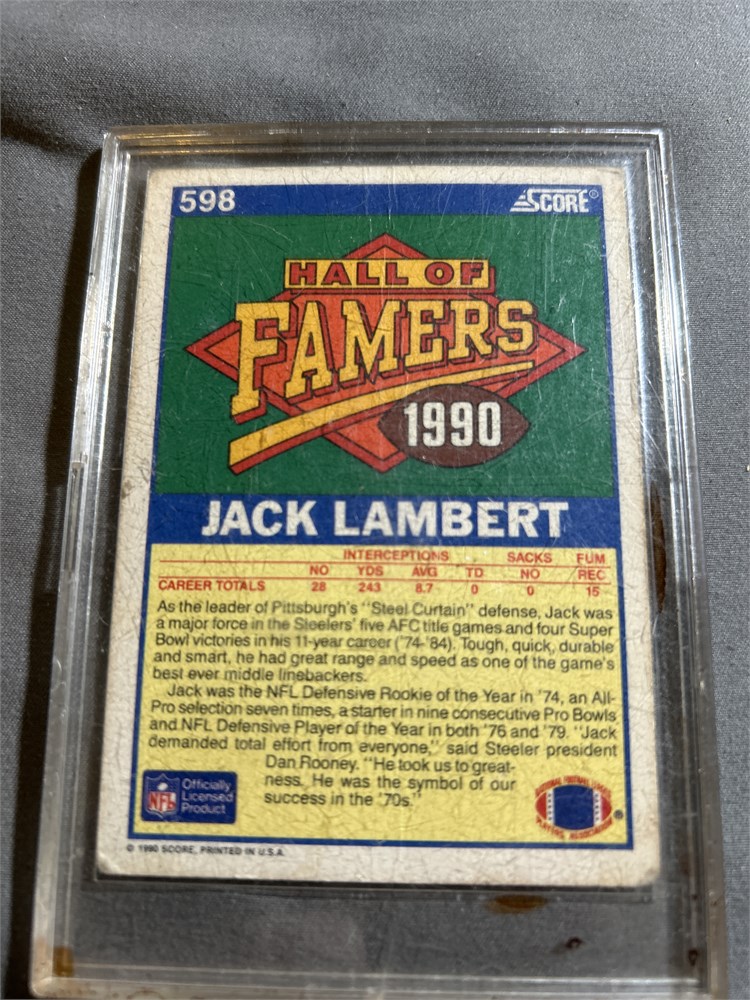 598 SCORE®
HALL OF
FAMERS
1990
JACK LAMBERT
INTERCEPTIONS SACKS FUM
NO YDS AVG TD NO REC
CAREER TOTALS 28 243 8.7 0 0 15
As the leader of Pittsburgh's "Steel Curtain" defense, Jack was
a major force in the Steelers' five AFC title games and four Super
Bowl victories in his 11-year career ('74-'84). Tough, quick, durable
and smart, he had great range and speed as one of the game's
best ever middle linebackers.
Jack was the NFL Defensive Rookie of the Year in '74, an All-
Pro selection seven times, a starter in nine consecutive Pro Bowls
and NFL Defensive Player of the Year in both '76 and '79. "Jack
demanded total effort from everyone," said Steeler president
Dan Rooney. "He took us to great-
ness. He was the symbol of our
success in the '70s."
NFL
Officially
Licensed
Product
NATIONAL FOOTBALL LEAGUE
PLAYERS ASSOCIATION
®
© 1990 SCORE, PRINTED IN U.S.A.